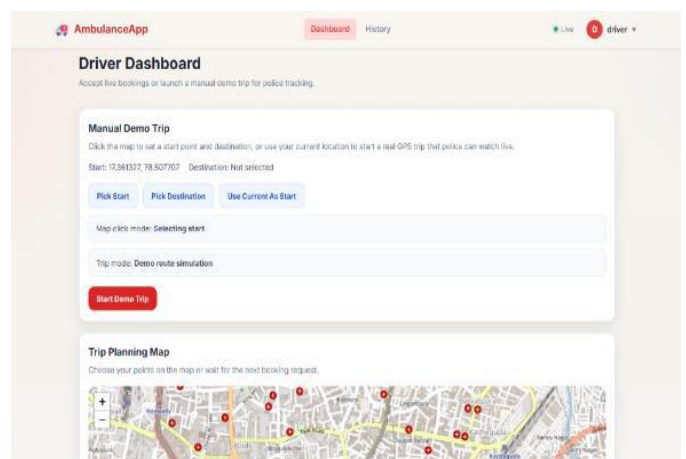 AmbulanceApp
Dashboard
History
Live
D
driver
Driver Dashboard
Accept live bookings or launch a manual demo trip for police tracking.
Manual Demo Trip
Click the map to set a start point and destination, or use your current location to start a real GPS trip that police can watch live.
Start: 17.361327, 78.507707 Destination: Not selected
Pick Start
Pick Destination
Use Current As Start
Map click mode: Selecting start
Trip mode: Demo route simulation
Start Demo Trip
Trip Planning Map
Choose your points on the map or wait for the next booking request.
+
−
Abids
Kachiguda